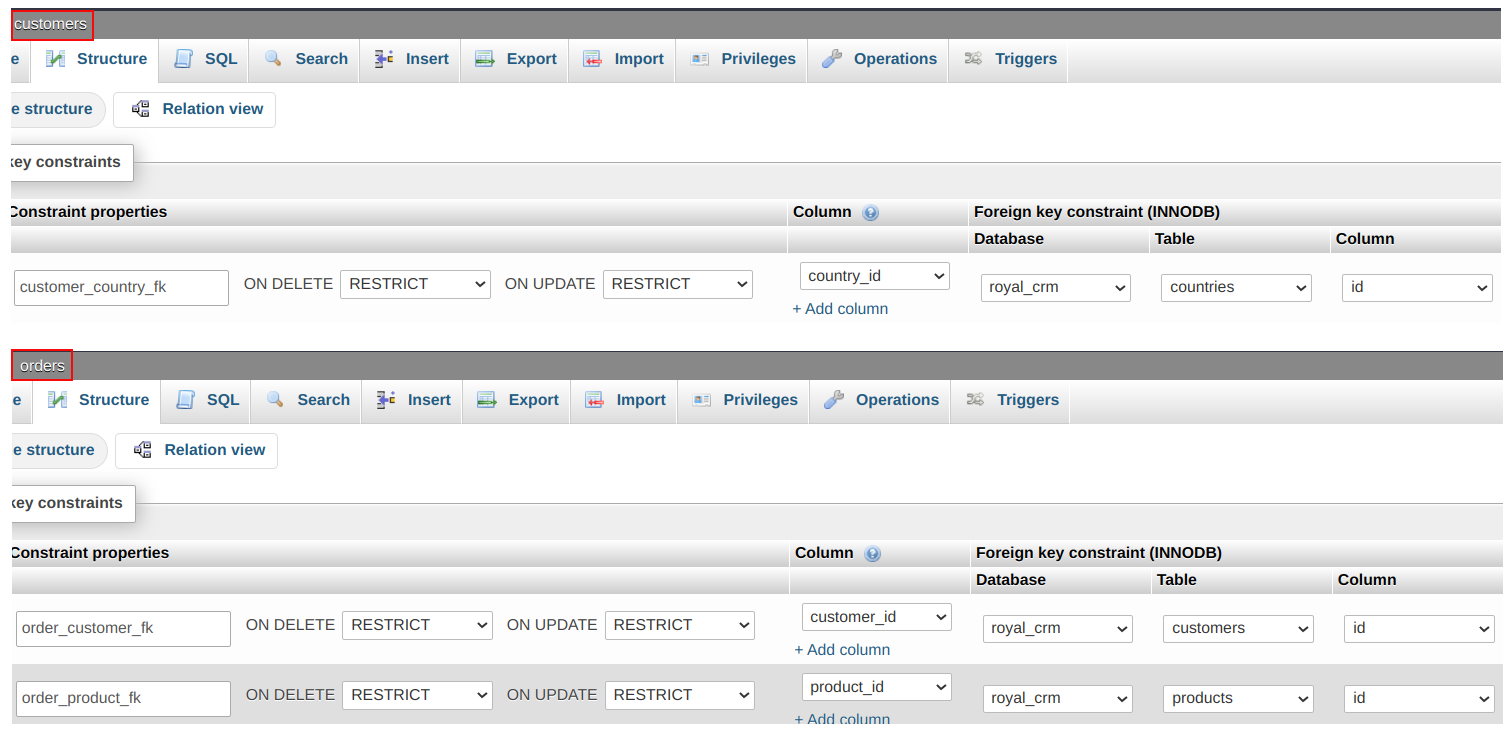 customers
e Structure SQL Search Insert Export Import Privileges Operations Triggers
e structure Relation view
key constraints
Constraint properties Column Foreign key constraint (INNODB)
Database Table Column
customer_country_fk ON DELETE RESTRICT ON UPDATE RESTRICT country_id royal_crm countries id
+ Add column
orders
e Structure SQL Search Insert Export Import Privileges Operations Triggers
e structure Relation view
key constraints
Constraint properties Column Foreign key constraint (INNODB)
Database Table Column
order_customer_fk ON DELETE RESTRICT ON UPDATE RESTRICT customer_id royal_crm customers id
+ Add column
order_product_fk ON DELETE RESTRICT ON UPDATE RESTRICT product_id royal_crm products id
+ Add column